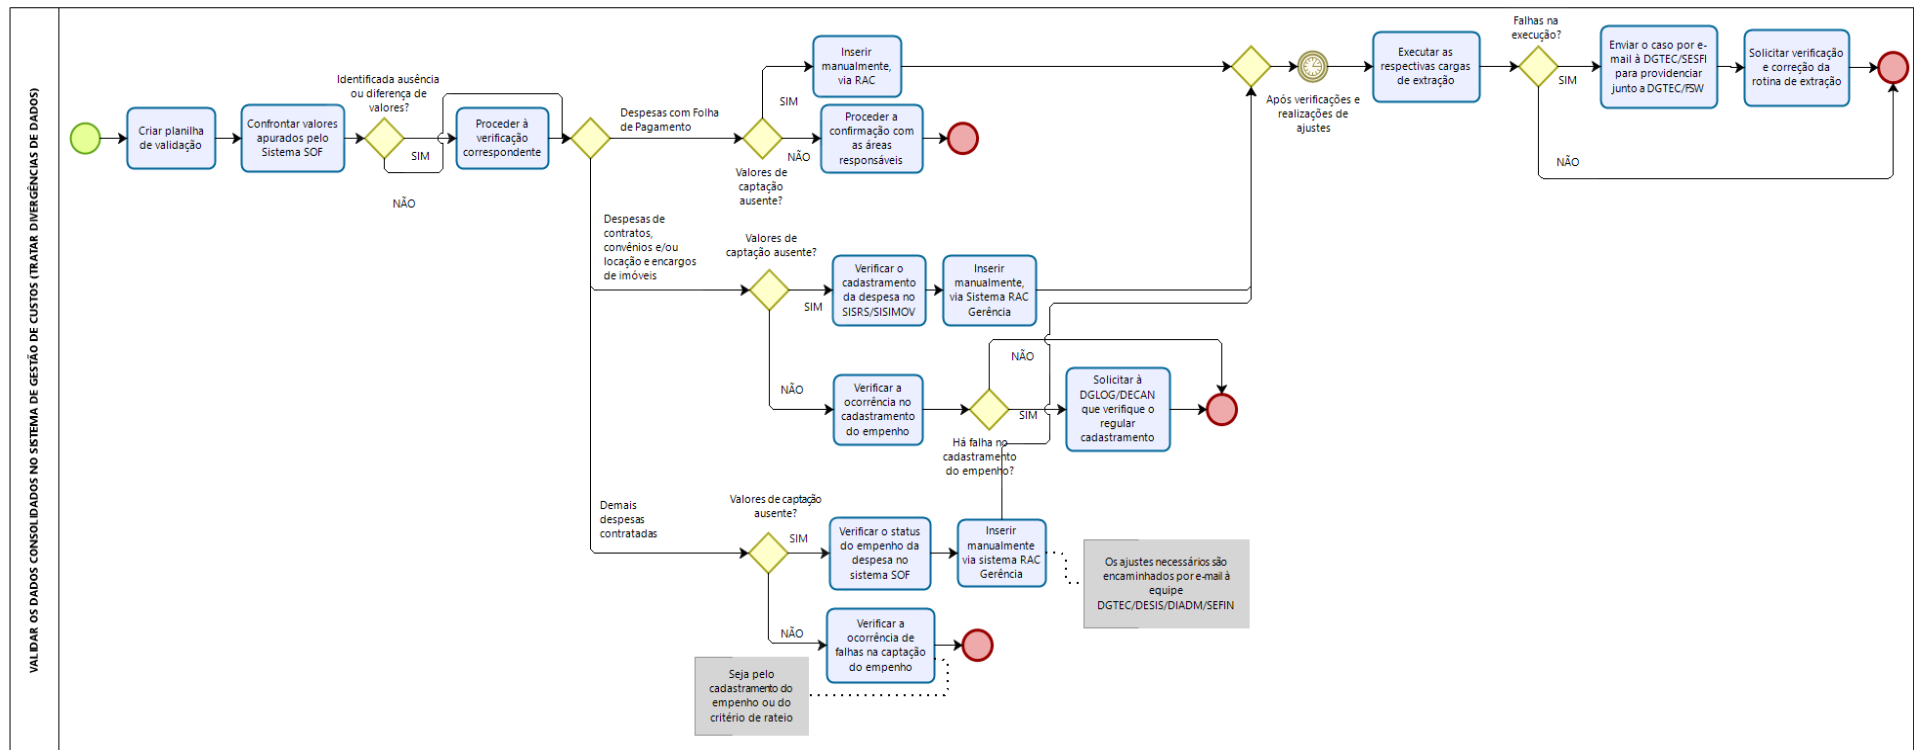 VALIDAR OS DADOS CONSOLIDADOS NO SISTEMA DE GESTÃO DE CUSTOS (TRATAR DIVERGÊNCIAS DE DADOS)
Criar planilha
de validação
Confrontar valores
apurados pelo
Sistema SOF
Identificada ausência
ou diferença de
valores?
SIM
NÃO
Proceder à
verificação
correspondente
Despesas com Folha
de Pagamento
SIM
NÃO
Valores de
captação
ausente?
Inserir
manualmente,
via RAC
Proceder a
confirmação com
as áreas
responsáveis
Despesas de
contratos,
convênios e/ou
locação e encargos
de imóveis
Valores de
captação ausente?
SIM
NÃO
Verificar o
cadastramento
da despesa no
SISRS/SISIMOV
Inserir
manualmente,
via Sistema RAC
Gerência
Verificar a
ocorrência no
cadastramento
do empenho
NÃO
SIM
Há falha no
cadastramento
do empenho?
Solicitar à
DGLOG/DECAN
que verifique o
regular
cadastramento
Demais
despesas
contratadas
Valores de captação
ausente?
SIM
NÃO
Verificar o status
do empenho da
despesa no
sistema SOF
Inserir
manualmente
via sistema RAC
Gerência
Os ajustes necessários são
encaminhados por e-mail à
equipe
DGTEC/DESIS/DIADM/SEFIN
Verificar a
ocorrência de
falhas na captação
do empenho
Seja pelo
cadastramento do
empenho ou do
critério de rateio
Após verificações e
realizações de
ajustes
Executar as
respectivas cargas
de extração
Falhas na
execução?
SIM
NÃO
Enviar o caso por e-
mail à DGTEC/SESFI
para providenciar
junto a DGTEC/FSW
Solicitar verificação
e correção da
rotina de extração